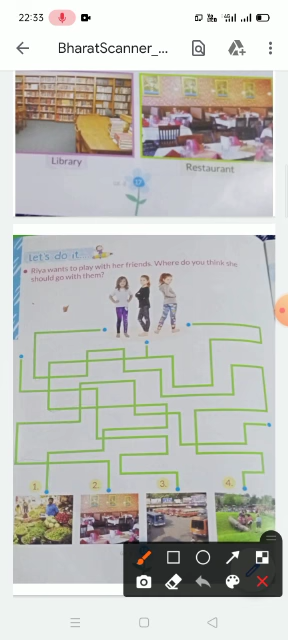 22:33
BharatScanner_...
Library
Restaurant
Let's do it
Riya wants to play with her friends. Where do you think she
should go with them?
1.
2.
3.
4.